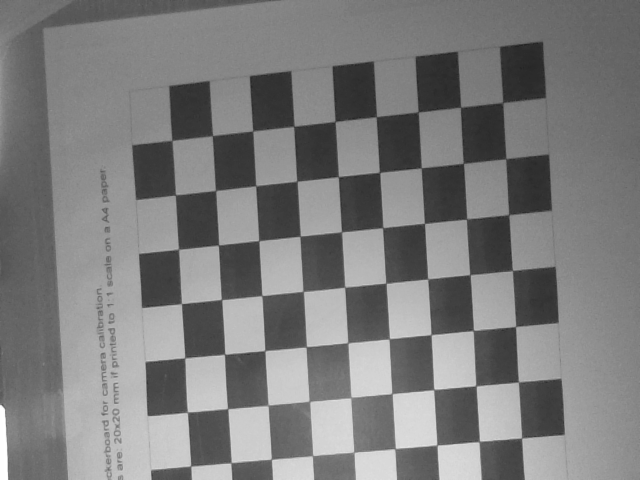 ckerboard for camera calibration.
s are: 20x20 mm if printed to 1:1 scale on a A4 paper.